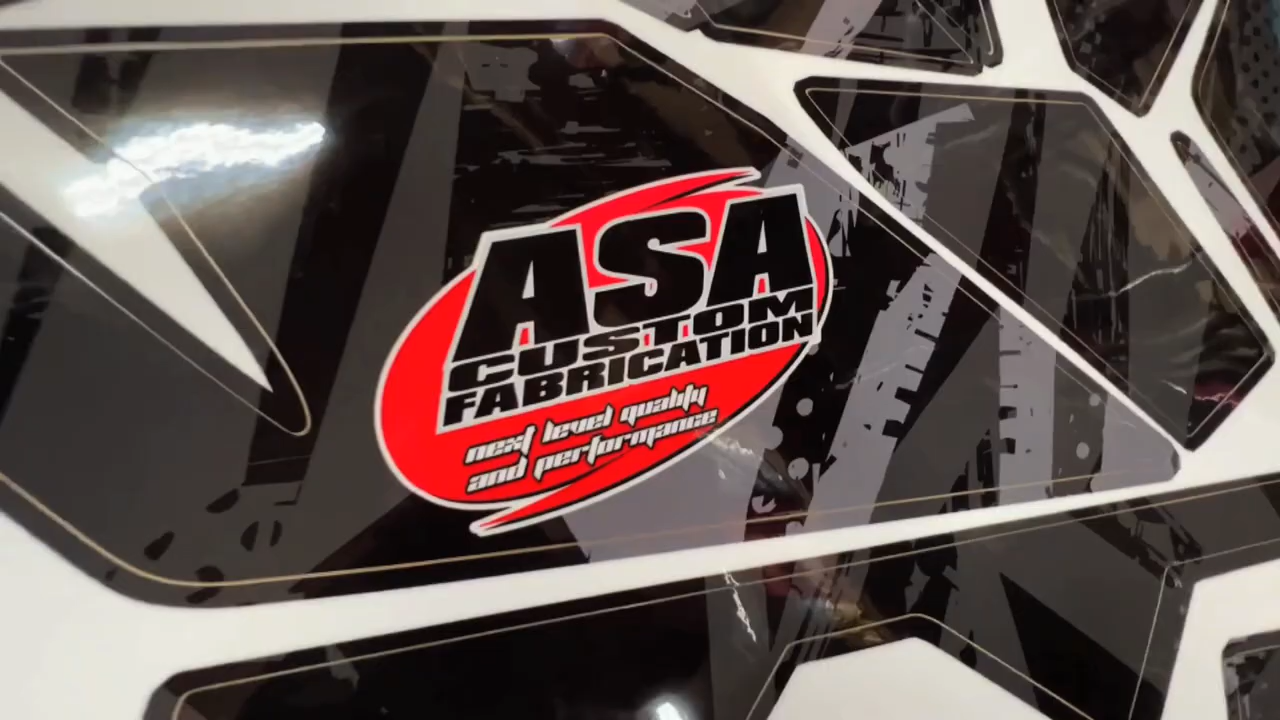 ASA
CUSTOM
FABRICATION
next level quality
and performance